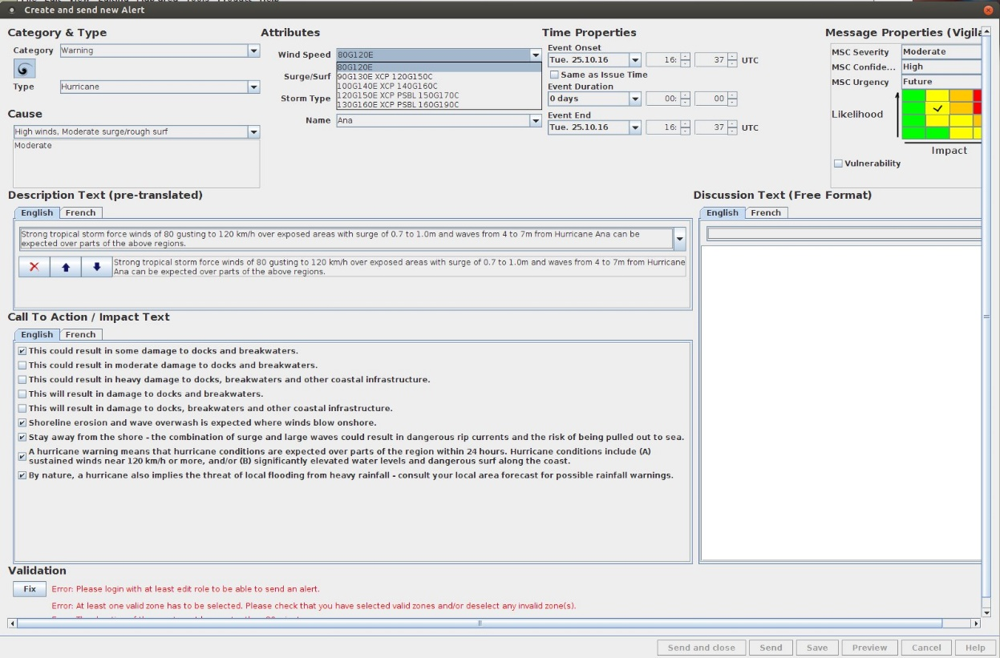 Create and send new Alert
Category & Type
Category Warning
Type Hurricane
Cause
High winds, Moderate surge/rough surf
Moderate
Attributes
Wind Speed 80G120E
80G120E
90G130E XCP 120G150C
100G140E XCP 140G160C
120G150E XCP PSBL 150G170C
130G160E XCP PSBL 160G190C
Surge/Surf
Storm Type
Name Ana
Time Properties
Event Onset
Tue. 25.10.16 16: 37 UTC
Same as Issue Time
Event Duration
0 days 00: 00
Event End
Tue. 25.10.16 16: 37 UTC
Message Properties (Vigila
MSC Severity Moderate
MSC Confide... High
MSC Urgency Future
Likelihood
Impact
Vulnerability
Description Text (pre-translated)
English French
Strong tropical storm force winds of 80 gusting to 120 km/h over exposed areas with surge of 0.7 to 1.0m and waves from 4 to 7m from Hurricane Ana can be
expected over parts of the above regions.
Strong tropical storm force winds of 80 gusting to 120 km/h over exposed areas with surge of 0.7 to 1.0m and waves from 4 to 7m from Hurricane
Ana can be expected over parts of the above regions.
Discussion Text (Free Format)
English French
Call To Action / Impact Text
English French
This could result in some damage to docks and breakwaters.
This could result in moderate damage to docks and breakwaters.
This could result in heavy damage to docks, breakwaters and other coastal infrastructure.
This will result in damage to docks and breakwaters.
This will result in damage to docks, breakwaters and other coastal infrastructure.
Shoreline erosion and wave overwash is expected where winds blow onshore.
Stay away from the shore - the combination of surge and large waves could result in dangerous rip currents and the risk of being pulled out to sea.
A hurricane warning means that hurricane conditions are expected over parts of the region within 24 hours. Hurricane conditions include (A)
sustained winds near 120 km/h or more, and/or (B) significantly elevated water levels and dangerous surf along the coast.
By nature, a hurricane also implies the threat of local flooding from heavy rainfall - consult your local area forecast for possible rainfall warnings.
Validation
Fix Error: Please login with at least edit role to be able to send an alert.
Error: At least one valid zone has to be selected. Please check that you have selected valid zones and/or deselect any invalid zone(s).
Send and close Send Save Preview Cancel Help